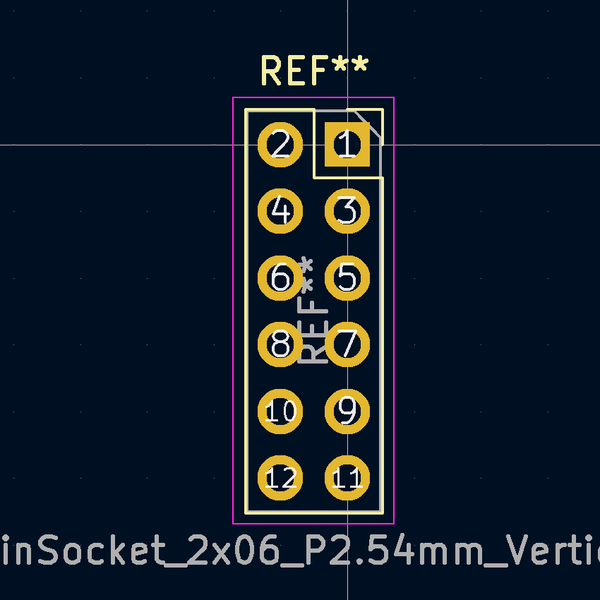 REF**
2 1
4 3
6 5
REF**
8 7
10 9
12 11
inSocket_2x06_P2.54mm_Verti